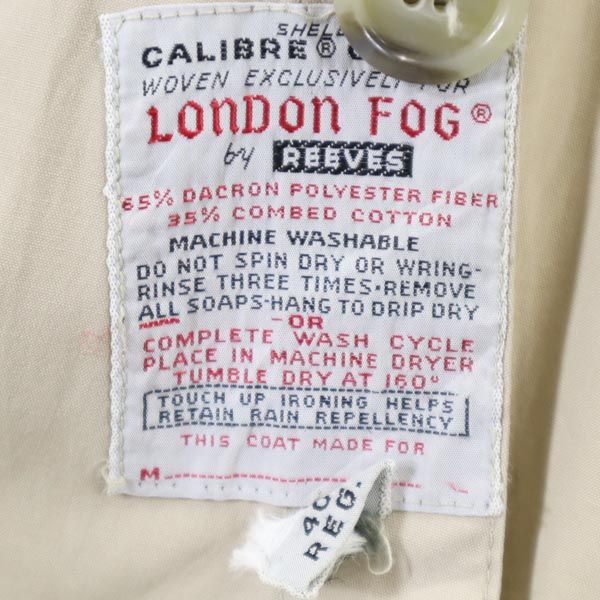 SHELL
CALIBRE® C
WOVEN EXCLUSIVELY FOR
LONDON FOG®
by REEVES
65% DACRON POLYESTER FIBER
35% COMBED COTTON
MACHINE WASHABLE
DO NOT SPIN DRY OR WRING-
RINSE THREE TIMES-REMOVE
ALL SOAPS-HANG TO DRIP DRY
-OR
COMPLETE WASH CYCLE
PLACE IN MACHINE DRYER
TUMBLE DRY AT 160°
TOUCH UP IRONING HELPS
RETAIN RAIN REPELLENCY
THIS COAT MADE FOR
M
40
REG.